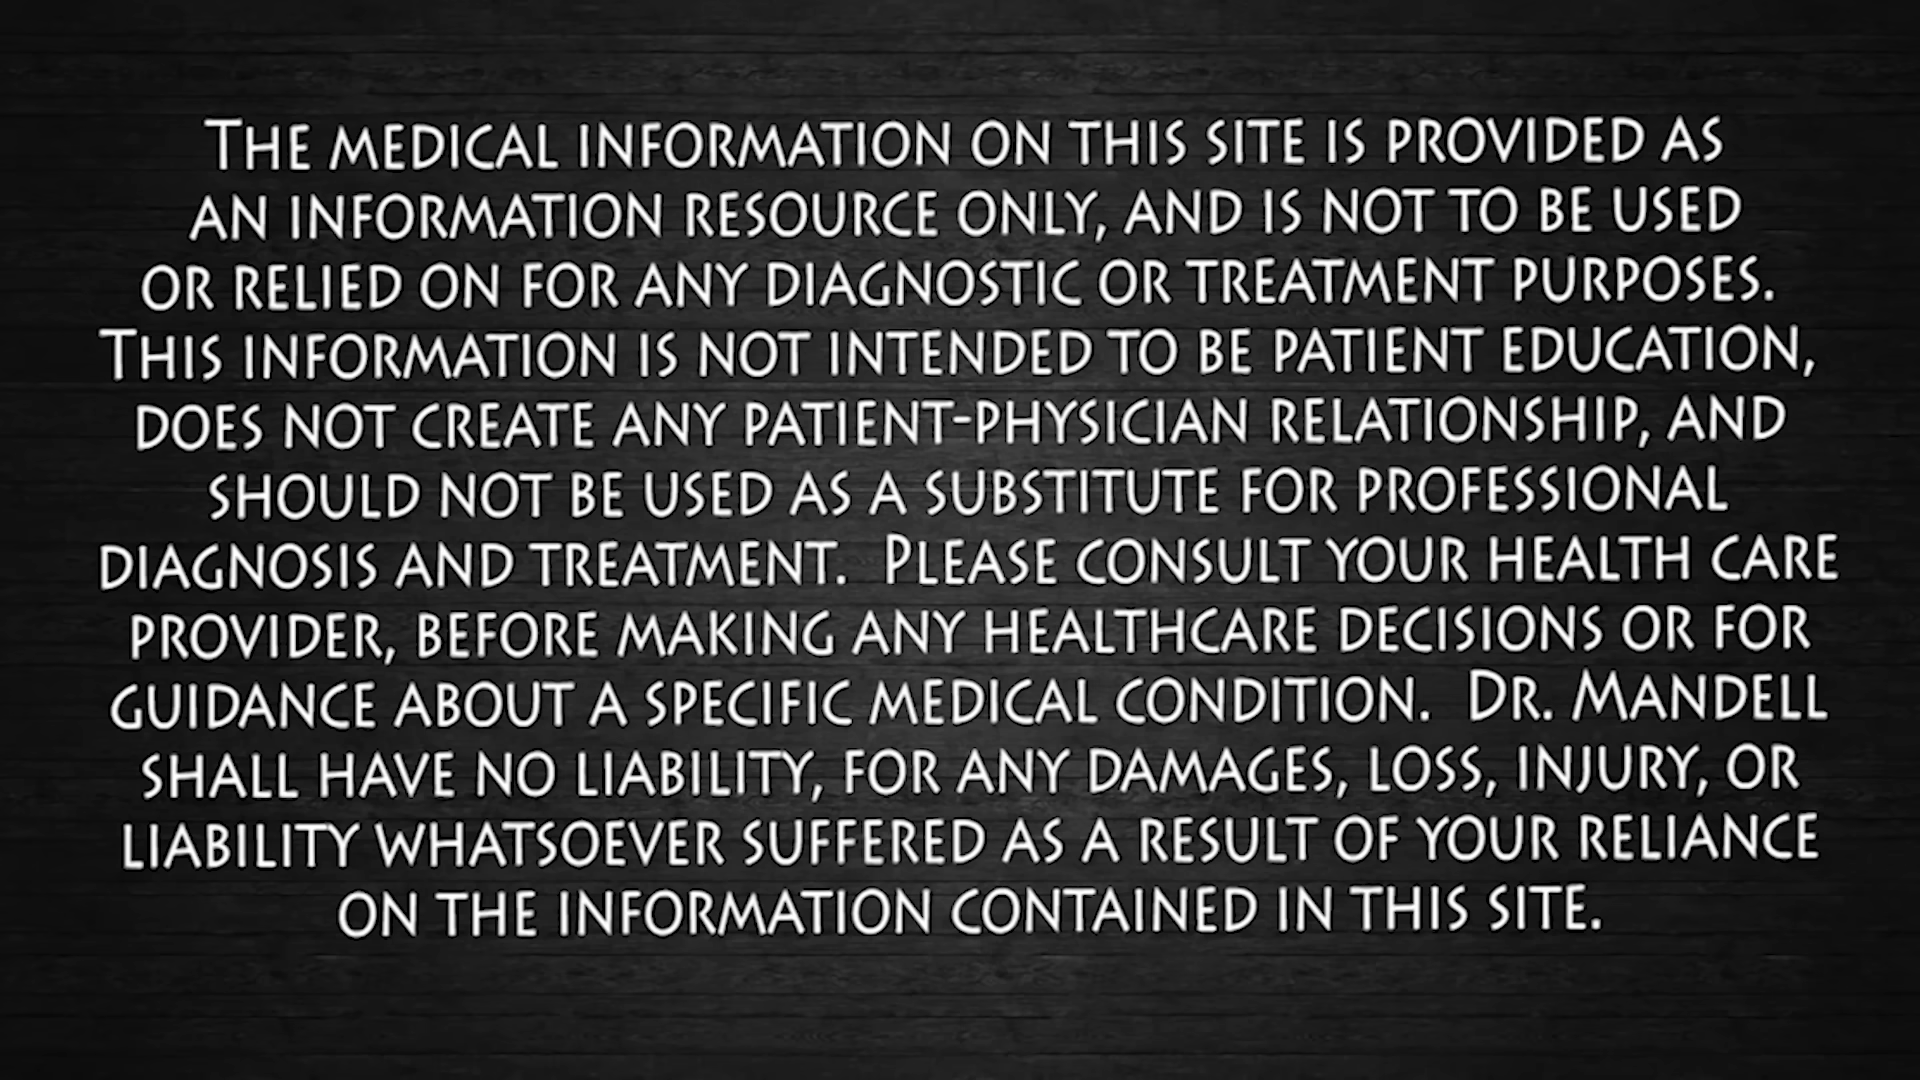 The medical information on this site is provided as
an information resource only, and is not to be used
or relied on for any diagnostic or treatment purposes.
This information is not intended to be patient education,
does not create any patient-physician relationship, and
should not be used as a substitute for professional
diagnosis and treatment.  Please consult your health care
provider, before making any healthcare decisions or for
guidance about a specific medical condition.  Dr. Mandell
shall have no liability, for any damages, loss, injury, or
liability whatsoever suffered as a result of your reliance
on the information contained in this site.